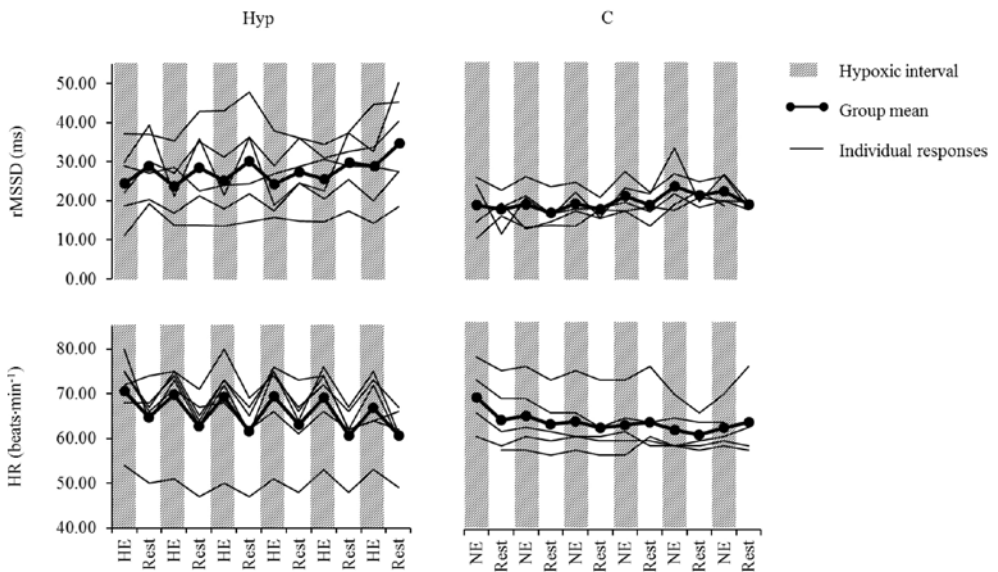 Hyp
C
rMSSD (ms)
50.00
40.00
30.00
20.00
10.00
0.00
Hypoxic interval
Group mean
Individual responses
HR (beats·min⁻¹)
80.00
70.00
60.00
50.00
40.00
HE
Rest
HE
Rest
HE
Rest
HE
Rest
HE
Rest
HE
Rest
NE
Rest
NE
Rest
NE
Rest
NE
Rest
NE
Rest
NE
Rest